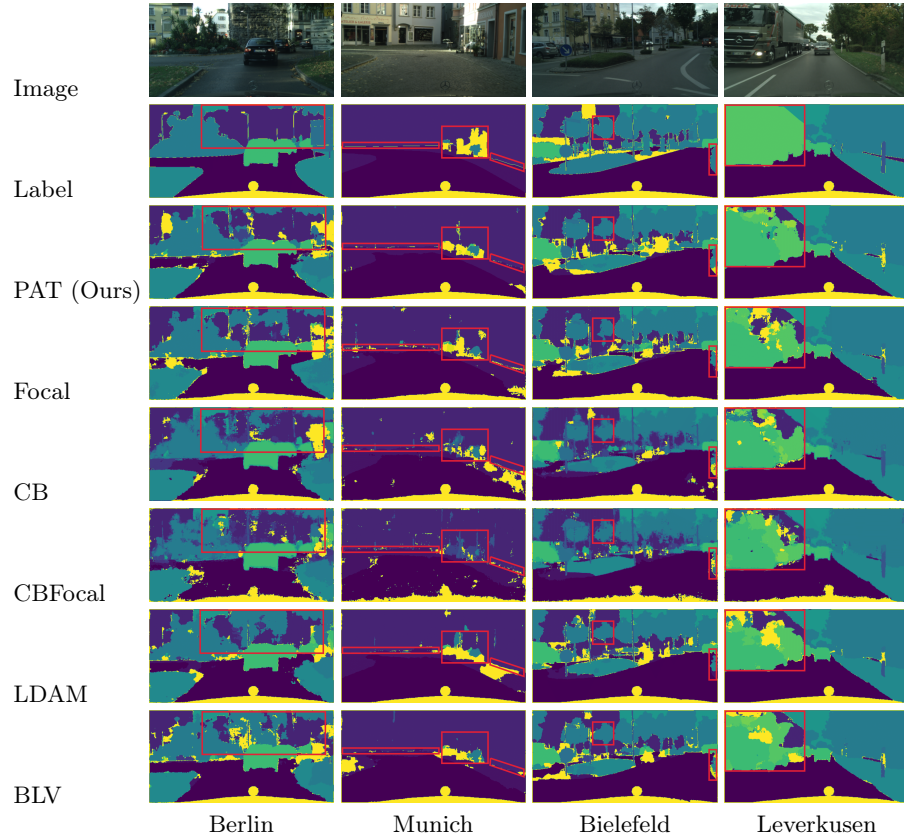 Image
Label
PAT (Ours)
Focal
CB
CBFocal
LDAM
BLV
Berlin Munich Bielefeld Leverkusen